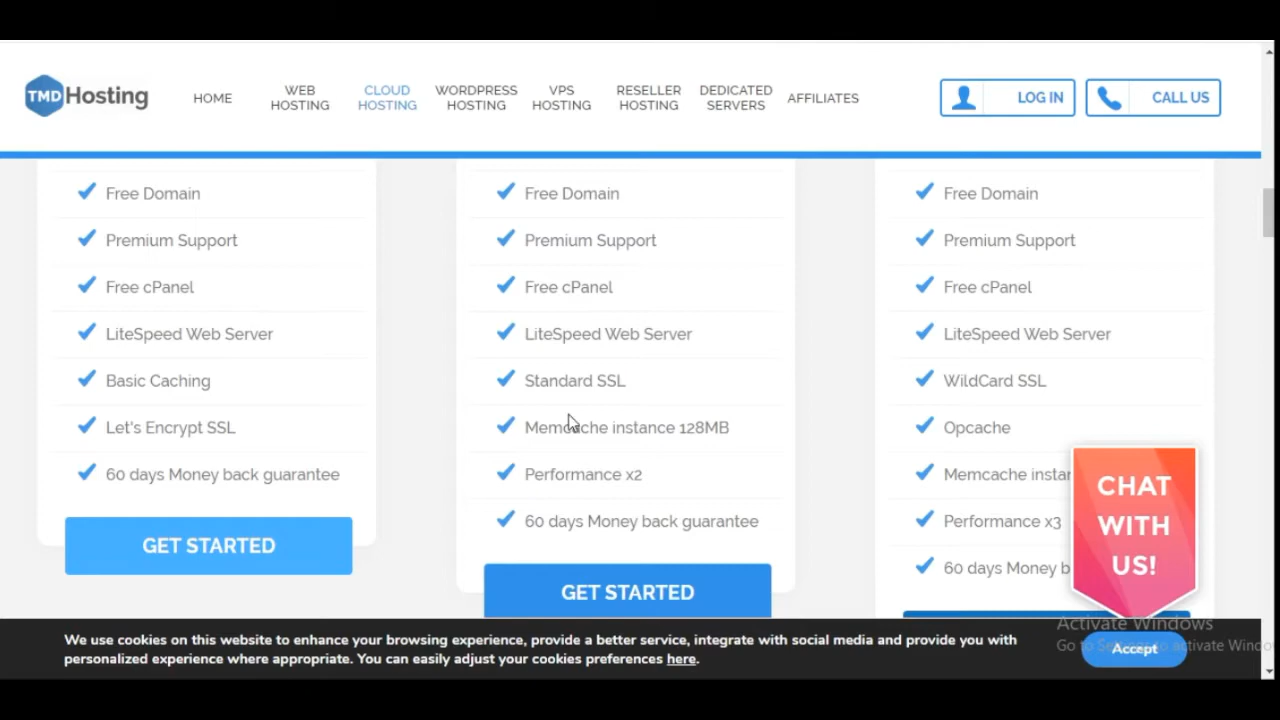 TMD Hosting
HOME
WEB
HOSTING
CLOUD
HOSTING
WORDPRESS
HOSTING
VPS
HOSTING
RESELLER
HOSTING
DEDICATED
SERVERS
AFFILIATES
LOG IN
CALL US
Free Domain
Premium Support
Free cPanel
LiteSpeed Web Server
Basic Caching
Let's Encrypt SSL
60 days Money back guarantee
GET STARTED
Free Domain
Premium Support
Free cPanel
LiteSpeed Web Server
Standard SSL
Memcache instance 128MB
Performance x2
60 days Money back guarantee
GET STARTED
Free Domain
Premium Support
Free cPanel
LiteSpeed Web Server
WildCard SSL
Opcache
Memcache
Performance x3
60 days Money
CHAT
WITH
US!
We use cookies on this website to enhance your browsing experience, provide a better service, integrate with social media and provide you with
personalized experience where appropriate. You can easily adjust your cookies preferences here.
Accept
Activate Windows
Go to Settings to activate